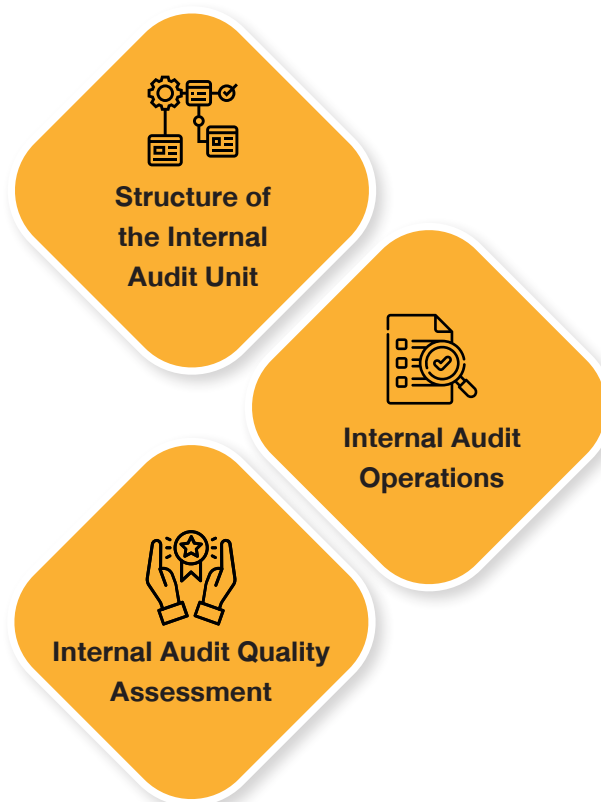 Structure of
the Internal
Audit Unit
Internal Audit
Operations
Internal Audit Quality
Assessment